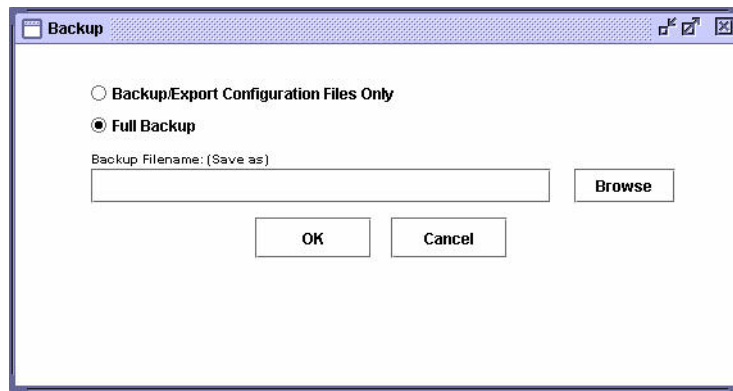 Backup
Backup/Export Configuration Files Only
Full Backup
Backup Filename: (Save as)
Browse
OK Cancel